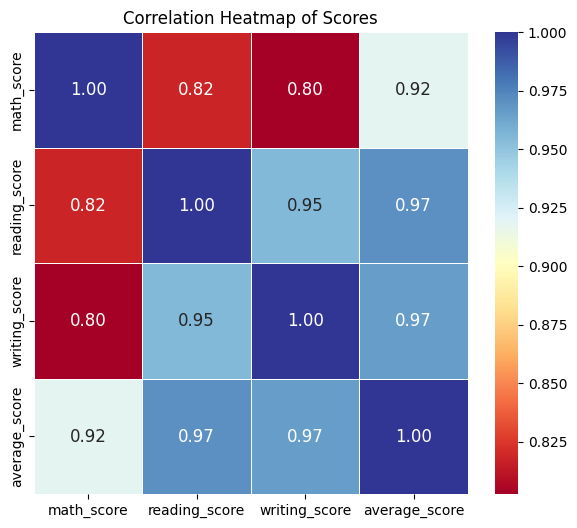 Correlation Heatmap of Scores
math_score
1.00 0.82 0.80 0.92
reading_score
0.82 1.00 0.95 0.97
writing_score
0.80 0.95 1.00 0.97
average_score
0.92 0.97 0.97 1.00
math_score reading_score writing_score average_score
1.000
0.975
0.950
0.925
0.900
0.875
0.850
0.825